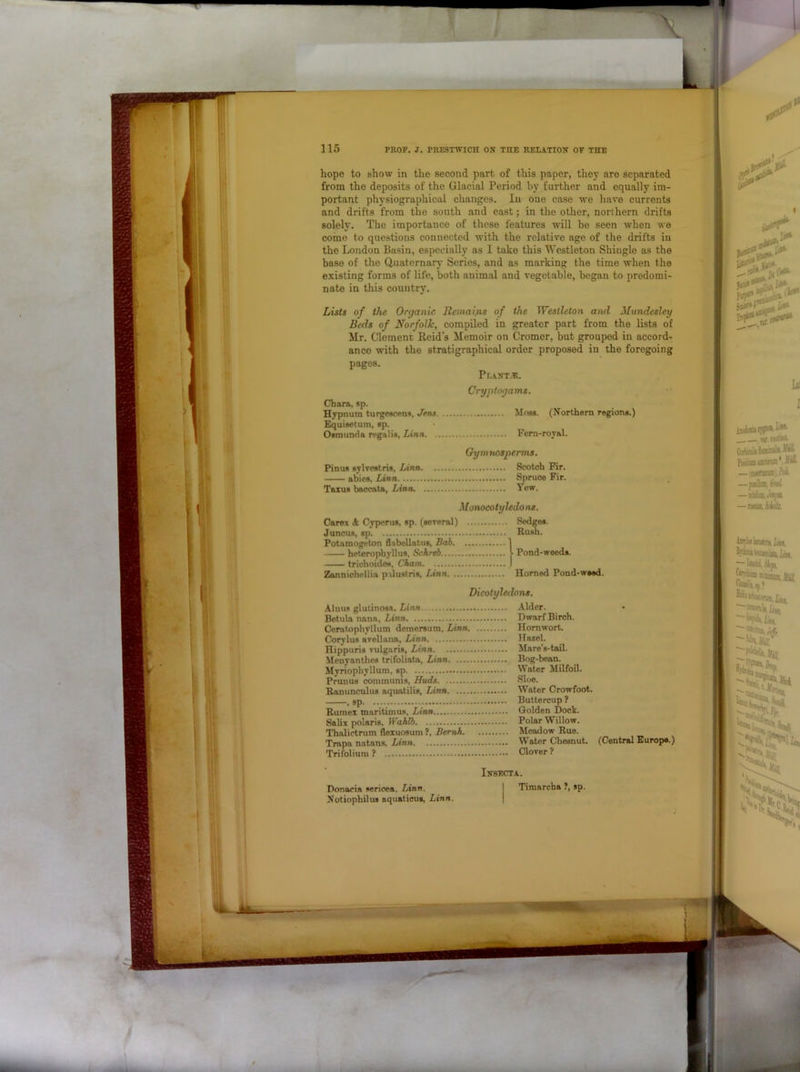 115 PROF. J. PRESTWICH ON THE RELATION OF THE
hope to show in the second part of this paper, they are separated
from the deposits of the Glacial Period by further and equally im-
portant physiographical changes. In one case we have currents
and drifts from the south and east; in the other, northern drifts
solely. The importance of these features will be seen when we
come to questions connected with the relative age of the drifts in
the London Basin, especially as I take this Westleton Shingle as the
base of the Quaternary Series, and as marking the time when the
existing forms of life, both animal and vegetable, began to predomi-
nate in this country.
Lists of the Organic Remains of the Westleton and Mundesley
Beds of Norfolk, compiled in greater part from the lists of
Mr. Clement Reid's Memoir on Cromer, but grouped in accord-
ance with the stratigraphical order proposed in the foregoing
pages.
PLANTÆ.
Cryptogams.
Chara, sp.
Hypnum turgescens, Jens. Moss. (Northern regions.)
Equisetum, sp.
Osmunda regalis, Linn. Fern-royal.
Gymnosperms.
Pinus sylvestris, Linn. Scotch Fir.
—— abies, Linn. Spruce Fir.
Taxus baccata, Linn. Yew.
Monocotyledons.
Carex & Cyperus, sp. (several) Sedges.
Juncus, sp. Rush.
Potamogeton flabellatus, Bab.
—— heterophyllus, Schreb. Pond-weeds.
—— trichoides, Cham.
Zannichellia palustris, Linn. Horned Pond-weed.
Dicotyledons.
Alnus glutinosa, Linn. Alder.
Betula nana, Linn. Dwarf Birch.
Ceratophyllum demersum, Linn. Hornwort.
Corylus avellana, Linn. Hasel.
Hippuris vulgaris, Linn. Mare's-tail.
Menyanthes trifoliata, Linn. Bog-bean.
Myriophyllum, sp. Water Milfoil.
Prunus communis, Huds. Sloe.
Ranunculus aquatilis, Linn. Water Crowfoot.
——, sp. Buttercup?
Rumex maritimus, Linn. Golden Dock.
Salix polaris, Wahlb. Polar Willow.
Thalictrum flexuosum?, Bernh. Meadow Rue.
Trapa natans, Linn. Water Chesnut. (Central Europe.)
Trifolium? Clover?
INSECTA.
Donacia sericea, Linn. Timarcha ?, sp.
Notiophilus aquaticus, Linn.